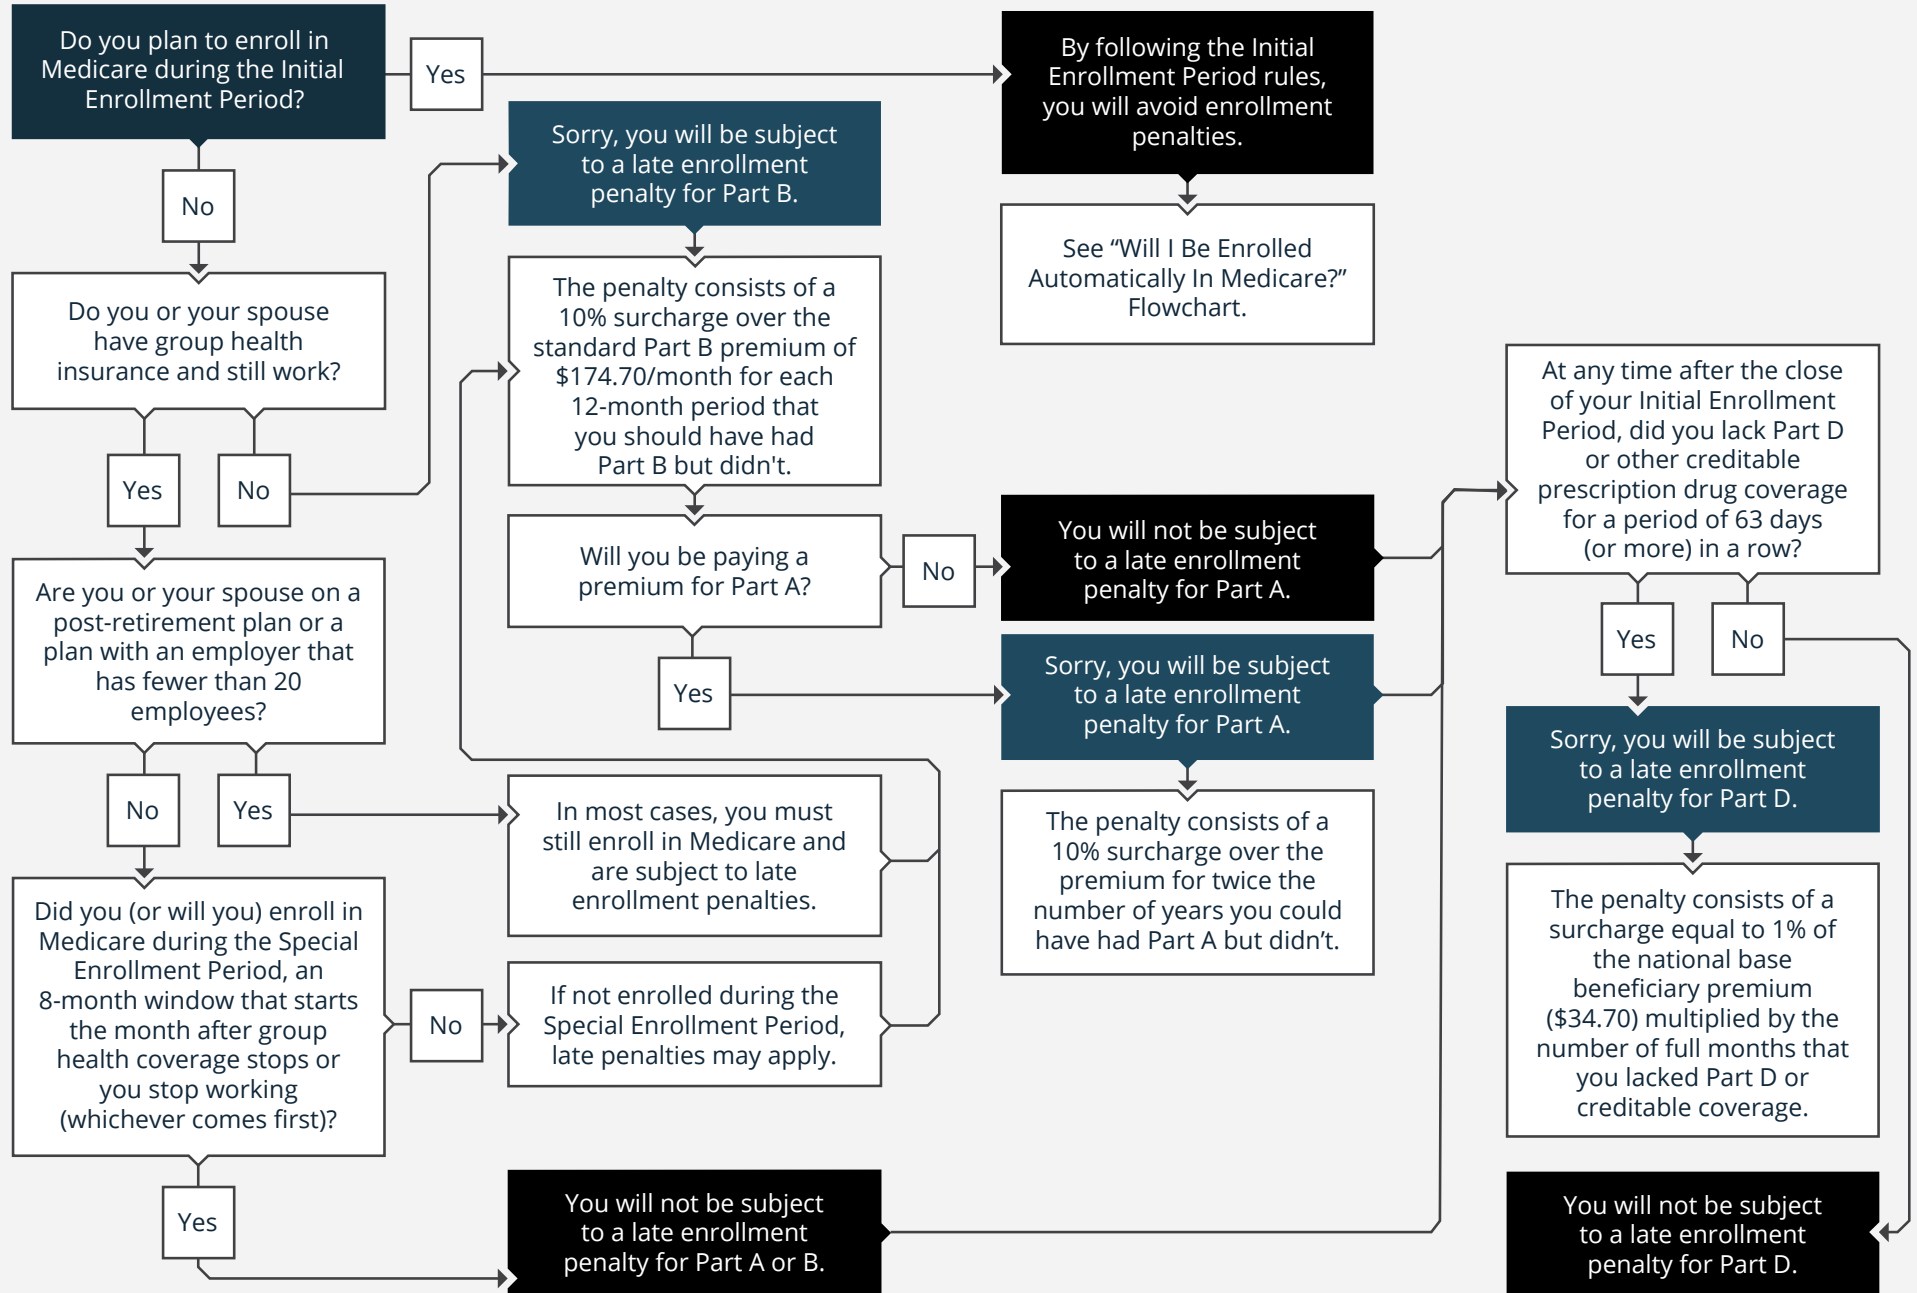 Do you plan to enroll in
Medicare during the Initial
Enrollment Period?
Yes
By following the Initial
Enrollment Period rules,
you will avoid enrollment
penalties.
See “Will I Be Enrolled
Automatically In Medicare?”
Flowchart.
No
Do you or your spouse
have group health
insurance and still work?
Yes
No
Sorry, you will be subject
to a late enrollment
penalty for Part B.
The penalty consists of a
10% surcharge over the
standard Part B premium of
$174.70/month for each
12-month period that
you should have had
Part B but didn't.
Will you be paying a
premium for Part A?
No
You will not be subject
to a late enrollment
penalty for Part A.
Yes
Sorry, you will be subject
to a late enrollment
penalty for Part A.
The penalty consists of a
10% surcharge over the
premium for twice the
number of years you could
have had Part A but didn’t.
Are you or your spouse on a
post-retirement plan or a
plan with an employer that
has fewer than 20
employees?
No
Yes
In most cases, you must
still enroll in Medicare and
are subject to late
enrollment penalties.
Did you (or will you) enroll in
Medicare during the Special
Enrollment Period, an
8-month window that starts
the month after group
health coverage stops or
you stop working
(whichever comes first)?
No
If not enrolled during the
Special Enrollment Period,
late penalties may apply.
Yes
You will not be subject
to a late enrollment
penalty for Part A or B.
At any time after the close
of your Initial Enrollment
Period, did you lack Part D
or other creditable
prescription drug coverage
for a period of 63 days
(or more) in a row?
Yes
No
Sorry, you will be subject
to a late enrollment
penalty for Part D.
The penalty consists of a
surcharge equal to 1% of
the national base
beneficiary premium
($34.70) multiplied by the
number of full months that
you lacked Part D or
creditable coverage.
You will not be subject
to a late enrollment
penalty for Part D.